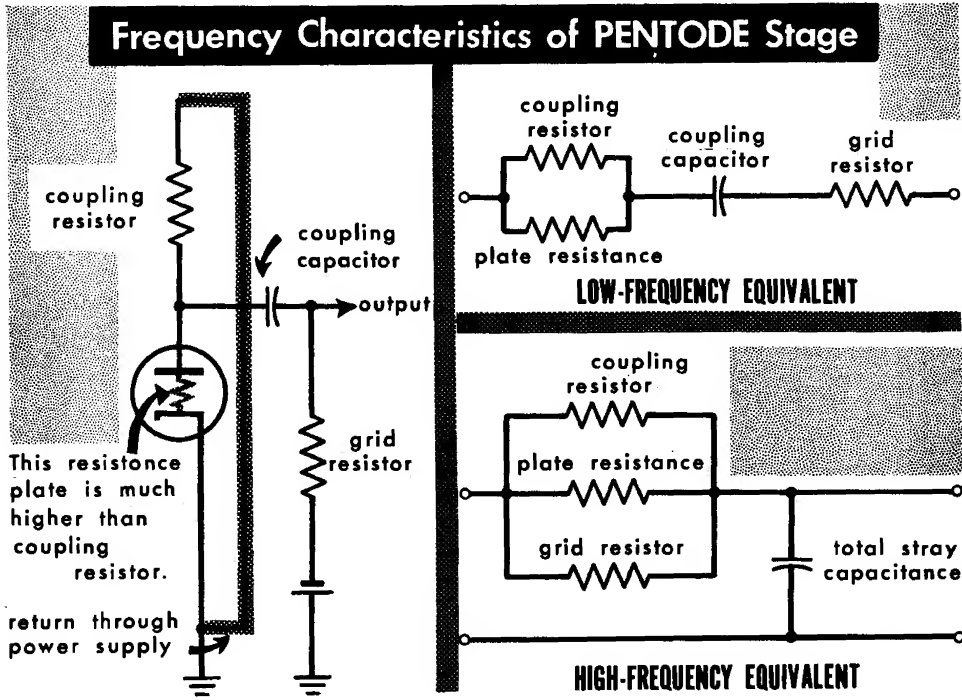 Frequency Characteristics of PENTODE Stage
coupling
resistor
coupling
capacitor
output
grid
resistor
This resistonce
plate is much
higher than
coupling
resistor.
return through
power supply
coupling
resistor
coupling
capacitor
grid
resistor
plate resistance
LOW-FREQUENCY EQUIVALENT
coupling
resistor
plate resistance
grid resistor
total stray
capacitance
HIGH-FREQUENCY EQUIVALENT